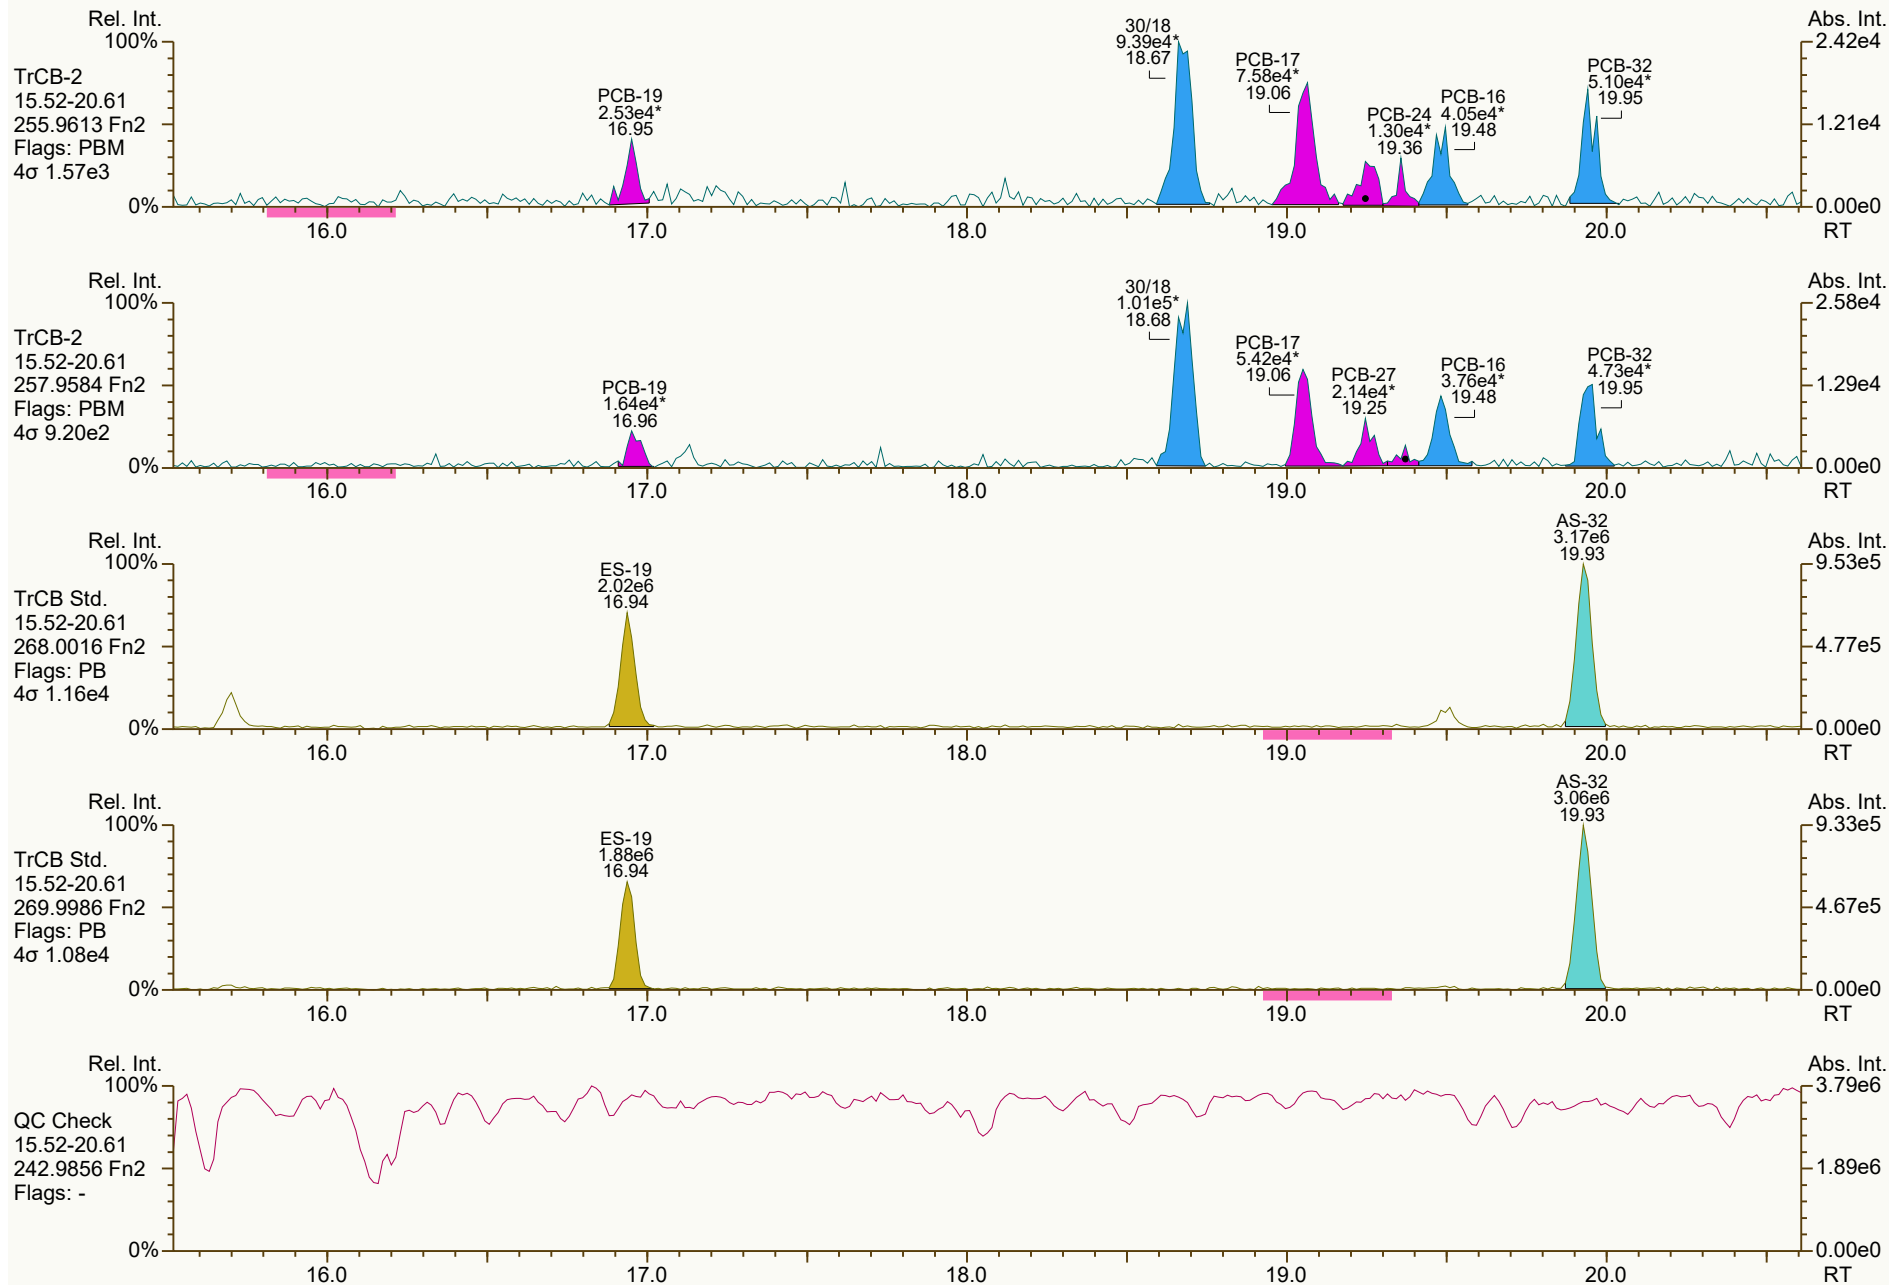 Rel. Int.
Abs. Int.
100%
2.42e4
TrCB-2
15.52-20.61
255.9613 Fn2
Flags: PBM
4σ 1.57e3
1.21e4
0%
0.00e0
PCB-19
2.53e4*
16.95
30/18
9.39e4*
18.67
PCB-17
7.58e4*
19.06
PCB-24
1.30e4*
19.36
PCB-16
4.05e4*
19.48
PCB-32
5.10e4*
19.95
16.0
17.0
18.0
19.0
20.0
RT
Rel. Int.
Abs. Int.
100%
2.58e4
TrCB-2
15.52-20.61
257.9584 Fn2
Flags: PBM
4σ 9.20e2
1.29e4
0%
0.00e0
PCB-19
1.64e4*
16.96
30/18
1.01e5*
18.68
PCB-17
5.42e4*
19.06
PCB-27
2.14e4*
19.25
PCB-16
3.76e4*
19.48
PCB-32
4.73e4*
19.95
16.0
17.0
18.0
19.0
20.0
RT
Rel. Int.
Abs. Int.
100%
9.53e5
TrCB Std.
15.52-20.61
268.0016 Fn2
Flags: PB
4σ 1.16e4
4.77e5
0%
0.00e0
ES-19
2.02e6
16.94
AS-32
3.17e6
19.93
16.0
17.0
18.0
19.0
20.0
RT
Rel. Int.
Abs. Int.
100%
9.33e5
TrCB Std.
15.52-20.61
269.9986 Fn2
Flags: PB
4σ 1.08e4
4.67e5
0%
0.00e0
ES-19
1.88e6
16.94
AS-32
3.06e6
19.93
16.0
17.0
18.0
19.0
20.0
RT
Rel. Int.
Abs. Int.
100%
3.79e6
QC Check
15.52-20.61
242.9856 Fn2
Flags: -
1.89e6
0%
0.00e0
16.0
17.0
18.0
19.0
20.0
RT